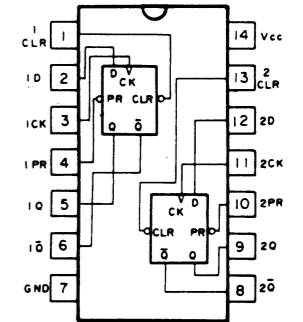 1 CLR 1 14 Vcc
1D 2 13 2 CLR
D CK
PR CLR
1CK 3 12 2D
Q Q̅
1PR 4 11 2CK
1Q 5 10 2PR
CK D
CLR PR
1Q̅ 6 9 2Q
Q̅ Q
GND 7 8 2Q̅